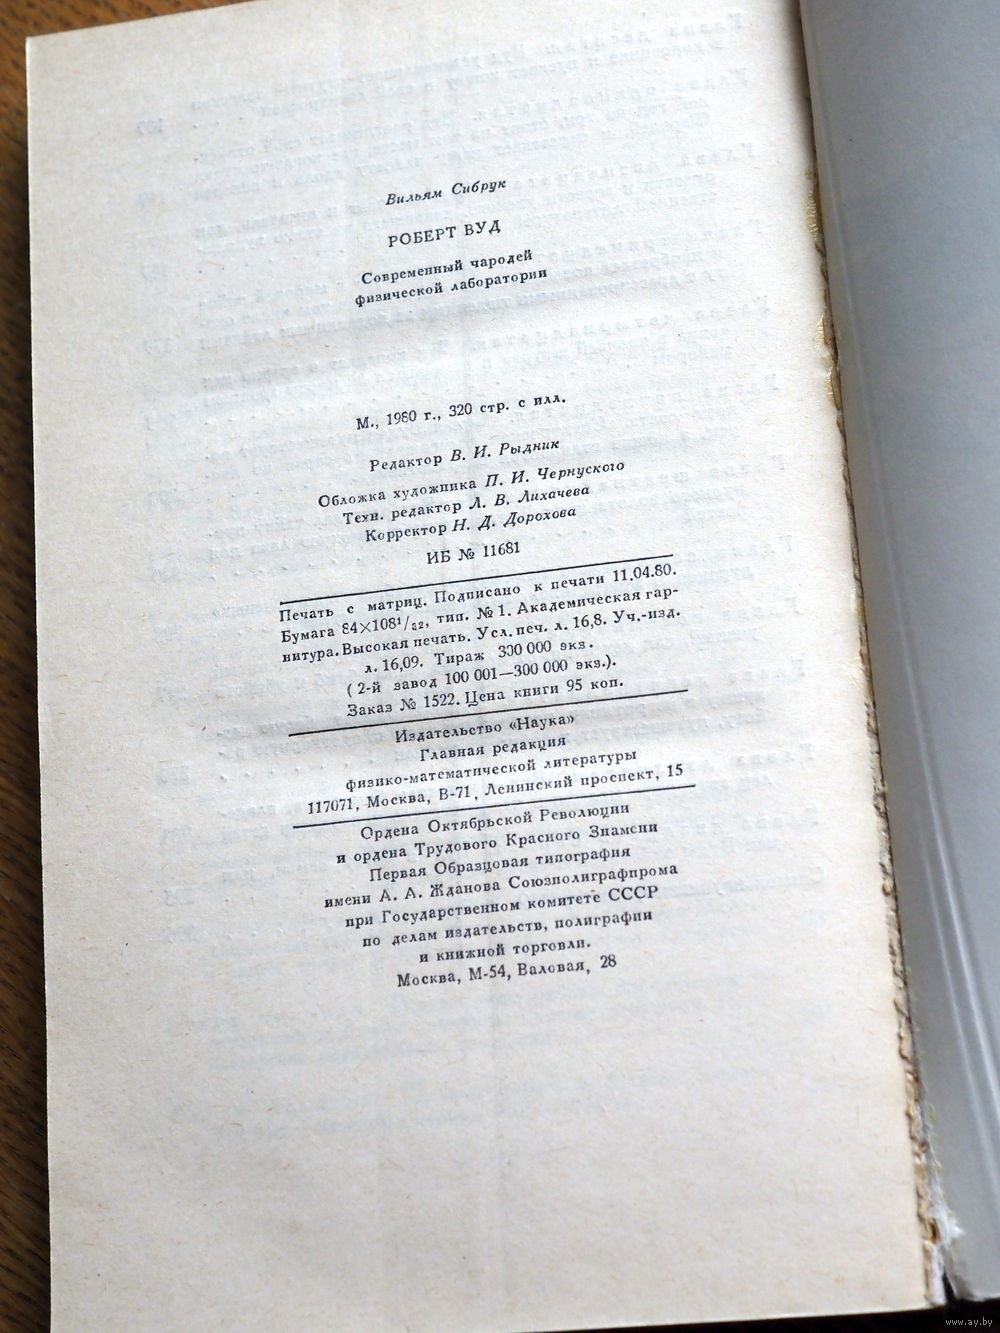 Вильям Сибрук
РОБЕРТ ВУД
Современный чародей
физической лаборатории
М., 1980 г., 320 стр. с илл.
Редактор В. И. Рыдник
Обложка художника П. И. Чернуского
Техн. редактор Л. В. Лихачева
Корректор Н. Д. Дорохова
ИБ № 11681
Печать с матриц. Подписано к печати 11.04.80.
Бумага 84×108¹/₃₂, тип. № 1. Академическая гар-
нитура. Высокая печать. Усл. печ. л. 16,8. Уч.-изд.
л. 16,09. Тираж 300 000 экз.
(2-й завод 100 001—300 000 экз.).
Заказ № 1522. Цена книги 95 коп.
Издательство «Наука»
Главная редакция
физико-математической литературы
117071, Москва, В-71, Ленинский проспект, 15
Ордена Октябрьской Революции
и ордена Трудового Красного Знамени
Первая Образцовая типография
имени А. А. Жданова Союзполиграфпрома
при Государственном комитете СССР
по делам издательств, полиграфии
и книжной торговли.
Москва, М-54, Валовая, 28
www.ay.by